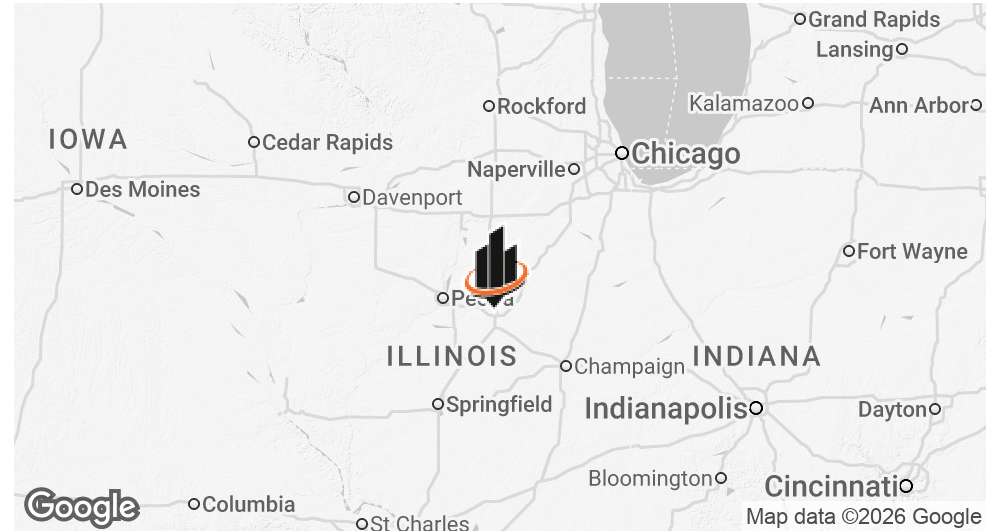 Grand Rapids
Lansing
Rockford
Kalamazoo
Ann Arbor
IOWA
Cedar Rapids
Chicago
Naperville
Des Moines
Davenport
Fort Wayne
ILLINOIS
INDIANA
Champaign
Springfield
Indianapolis
Dayton
Bloomington
Cincinnati
Columbia
Google
St Charles
Map data ©2026 Google